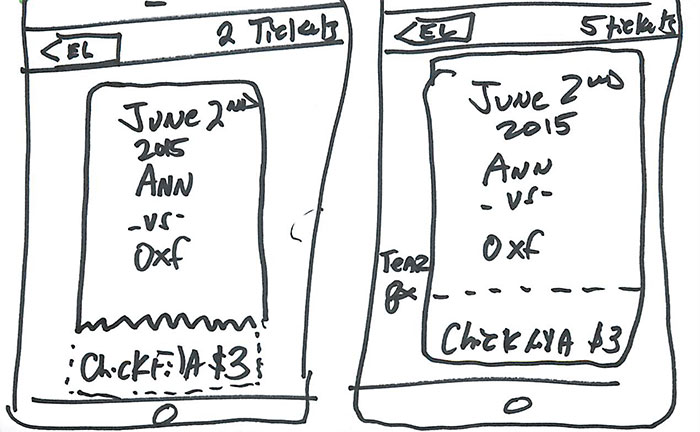 EL
2 Tickets
June 2ND
2015
ANN
-VS-
Oxf
ChickFilA $3
EL
5 tickets
June 2ND
2015
ANN
-VS-
Oxf
Tear
ChickFilA $3